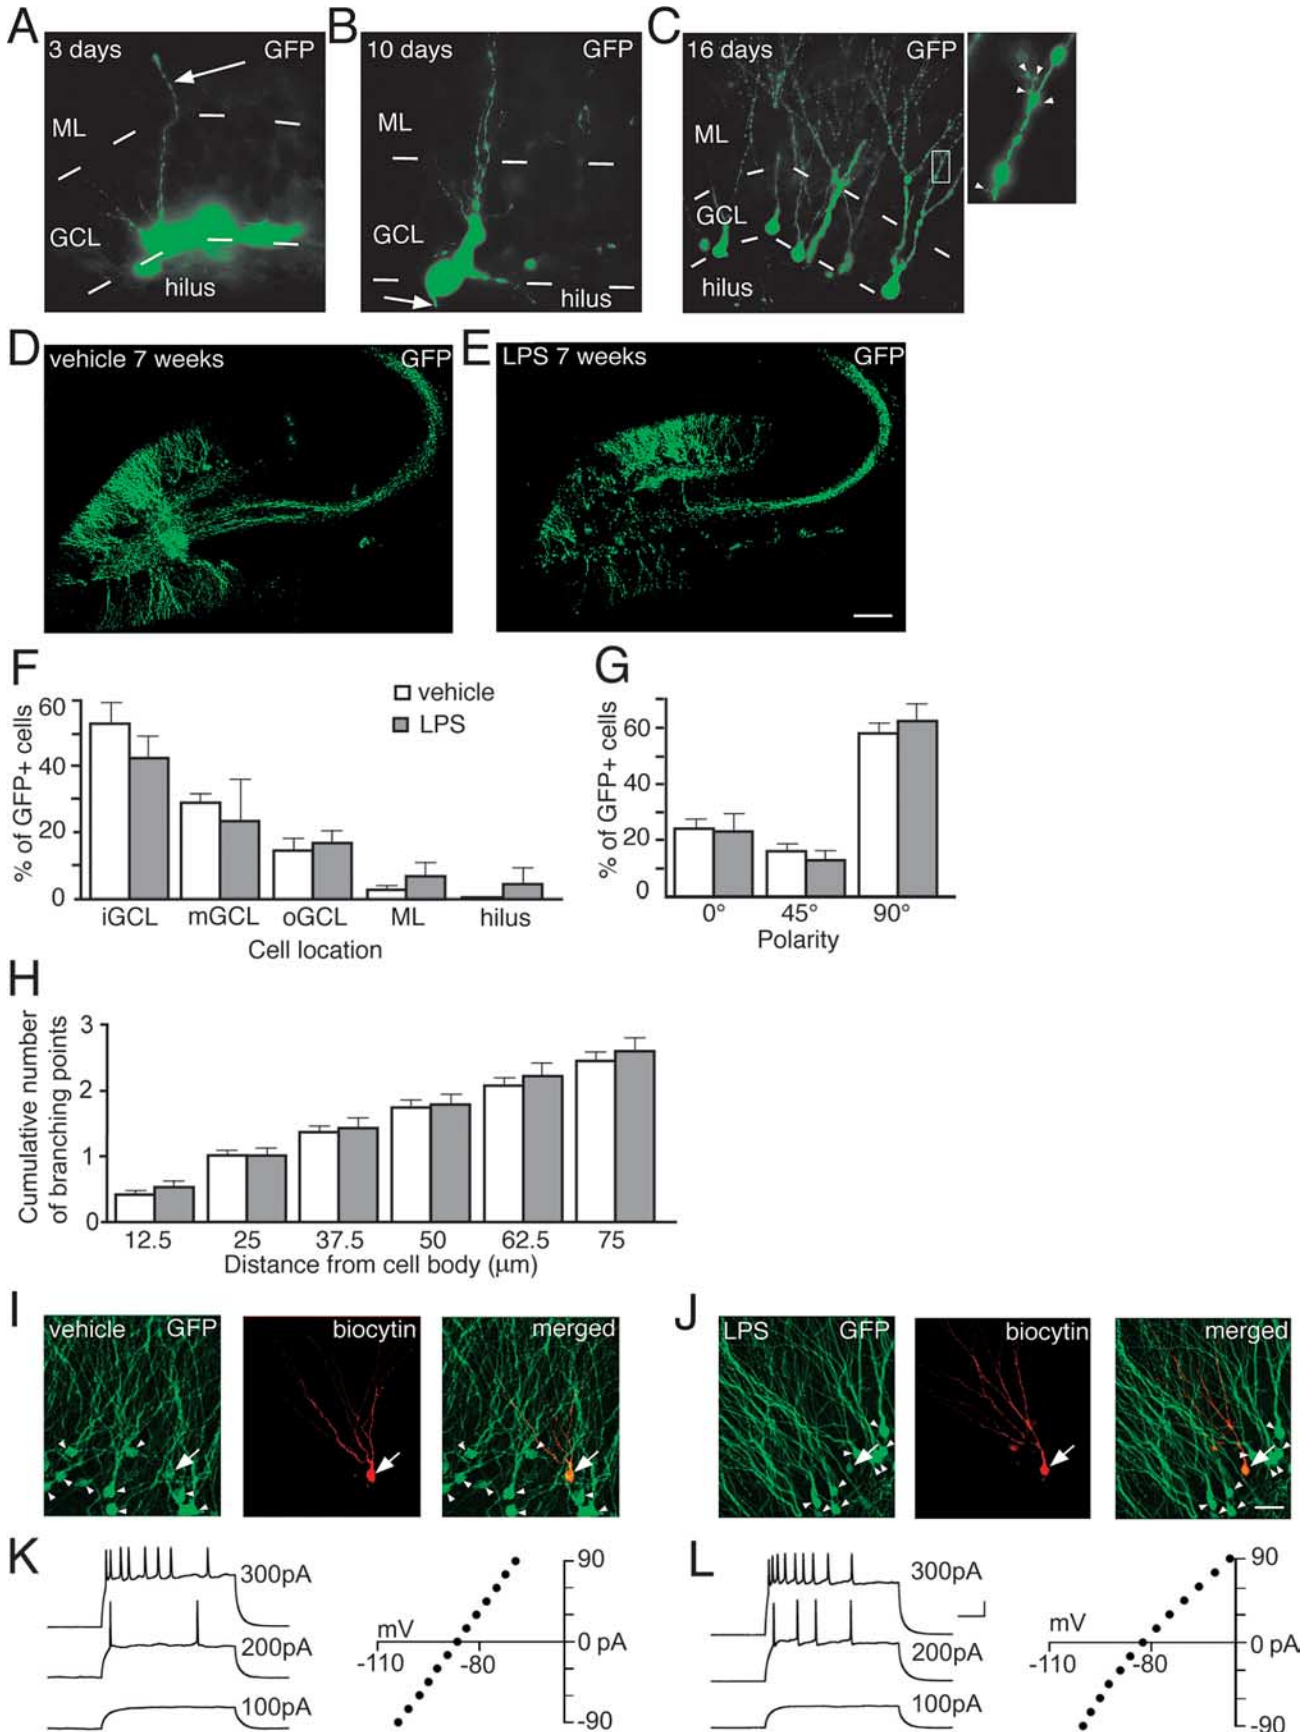 A
3 days
GFP
ML
GCL
hilus
B
10 days
GFP
ML
GCL
hilus
C
16 days
GFP
ML
GCL
hilus
D
vehicle 7 weeks
GFP
E
LPS 7 weeks
GFP
F
% of GFP+ cells
60
40
20
0
vehicle
LPS
iGCL mGCL oGCL ML hilus
Cell location
G
% of GFP+ cells
60
40
20
0
0° 45° 90°
Polarity
H
Cumulative number
of branching points
3
2
1
0
12.5 25 37.5 50 62.5 75
Distance from cell body (μm)
I
vehicle GFP
biocytin
merged
J
LPS GFP
biocytin
merged
K
300pA
200pA
100pA
90
mV
0 pA
-110 -80
-90
L
300pA
200pA
100pA
90
mV
0 pA
-110 -80
-90